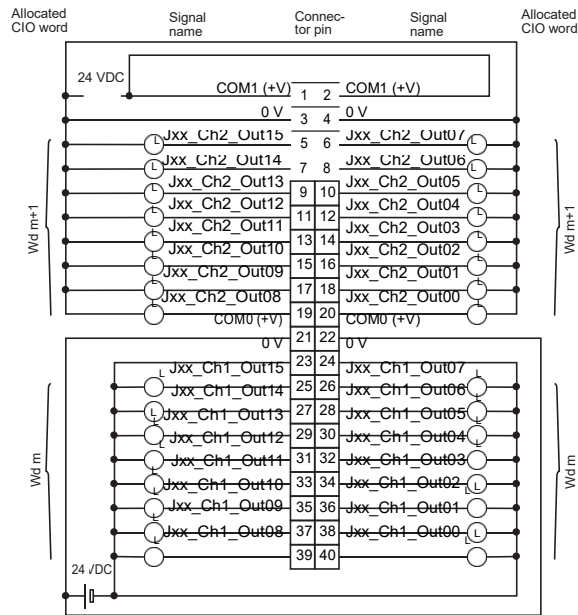 Allocated CIO word
Signal name
Connec-tor pin
Signal name
Allocated CIO word
24 VDC
COM1 (+V) 1 2 COM1 (+V)
0 V 3 4 0 V
Jxx_Ch2_Out15 5 6 Jxx_Ch2_Out07
L L
Jxx_Ch2_Out14 7 8 Jxx_Ch2_Out06
L L
Jxx_Ch2_Out13 9 10 Jxx_Ch2_Out05
L L
Jxx_Ch2_Out12 11 12 Jxx_Ch2_Out04
L L
Jxx_Ch2_Out11 13 14 Jxx_Ch2_Out03
L L
Jxx_Ch2_Out10 15 16 Jxx_Ch2_Out02
L L
Jxx_Ch2_Out09 17 18 Jxx_Ch2_Out01
L L
Jxx_Ch2_Out08 19 20 Jxx_Ch2_Out00
L L
Wd m+1
Wd m+1
COM0 (+V) 21 22 COM0 (+V)
0 V 23 24 0 V
Jxx_Ch1_Out15 25 26 Jxx_Ch1_Out07
L L
Jxx_Ch1_Out14 27 28 Jxx_Ch1_Out06
L L
Jxx_Ch1_Out13 29 30 Jxx_Ch1_Out05
L L
Jxx_Ch1_Out12 31 32 Jxx_Ch1_Out04
L L
Jxx_Ch1_Out11 33 34 Jxx_Ch1_Out03
L L
Jxx_Ch1_Out10 35 36 Jxx_Ch1_Out02
L L
Jxx_Ch1_Out09 37 38 Jxx_Ch1_Out01
L L
Jxx_Ch1_Out08 39 40 Jxx_Ch1_Out00
L L
Wd m
Wd m
24 VDC